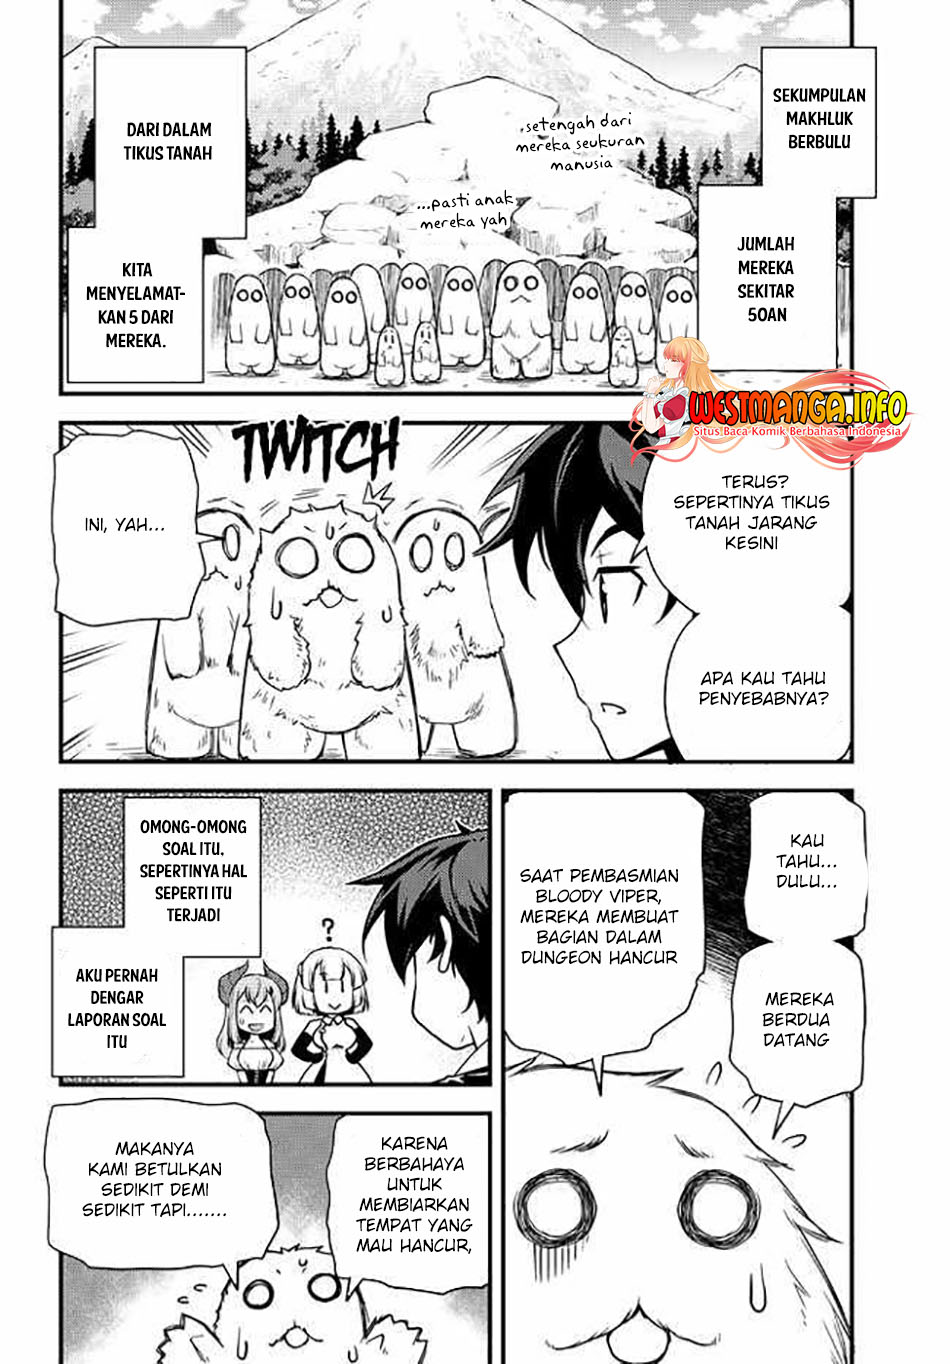 SEKUMPULAN
MAKHLUK
BERBULU
JUMLAH
MEREKA
SEKITAR
50AN
,setengah dari
mereka seukuran
manusia
...pasti anak
mereka yah
DARI DALAM
TIKUS TANAH
KITA
MENYELAMAT-
KAN 5 DARI
MEREKA.
WESTMANGA.INFO
Situs Baca Komik Berbahasa Indonesia
TERUS?
SEPERTINYA TIKUS
TANAH JARANG
KESINI
APA KAU TAHU
PENYEBABNYA?
TWITCH
INI, YAH...
KAU
TAHU...
DULU...
MEREKA
BERDUA
DATANG
SAAT PEMBASMIAN
BLOODY VIPER,
MEREKA MEMBUAT
BAGIAN DALAM
DUNGEON HANCUR
OMONG-OMONG
SOAL ITU,
SEPERTINYA HAL
SEPERTI ITU
TERJADI
?
AKU PERNAH
DENGAR
LAPORAN SOAL
ITU
KARENA
BERBAHAYA
UNTUK
MEMBIARKAN
TEMPAT YANG
MAU HANCUR,
MAKANYA
KAMI BETULKAN
SEDIKIT DEMI
SEDIKIT TAPI.......